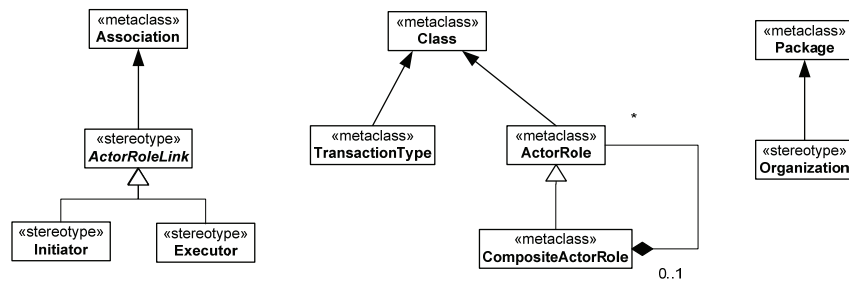 «metaclass»
Association
«stereotype»
ActorRoleLink
«stereotype»
Initiator
«stereotype»
Executor
«metaclass»
Class
«metaclass»
TransactionType
«metaclass»
ActorRole
*
«metaclass»
CompositeActorRole
0..1
«metaclass»
Package
«stereotype»
Organization